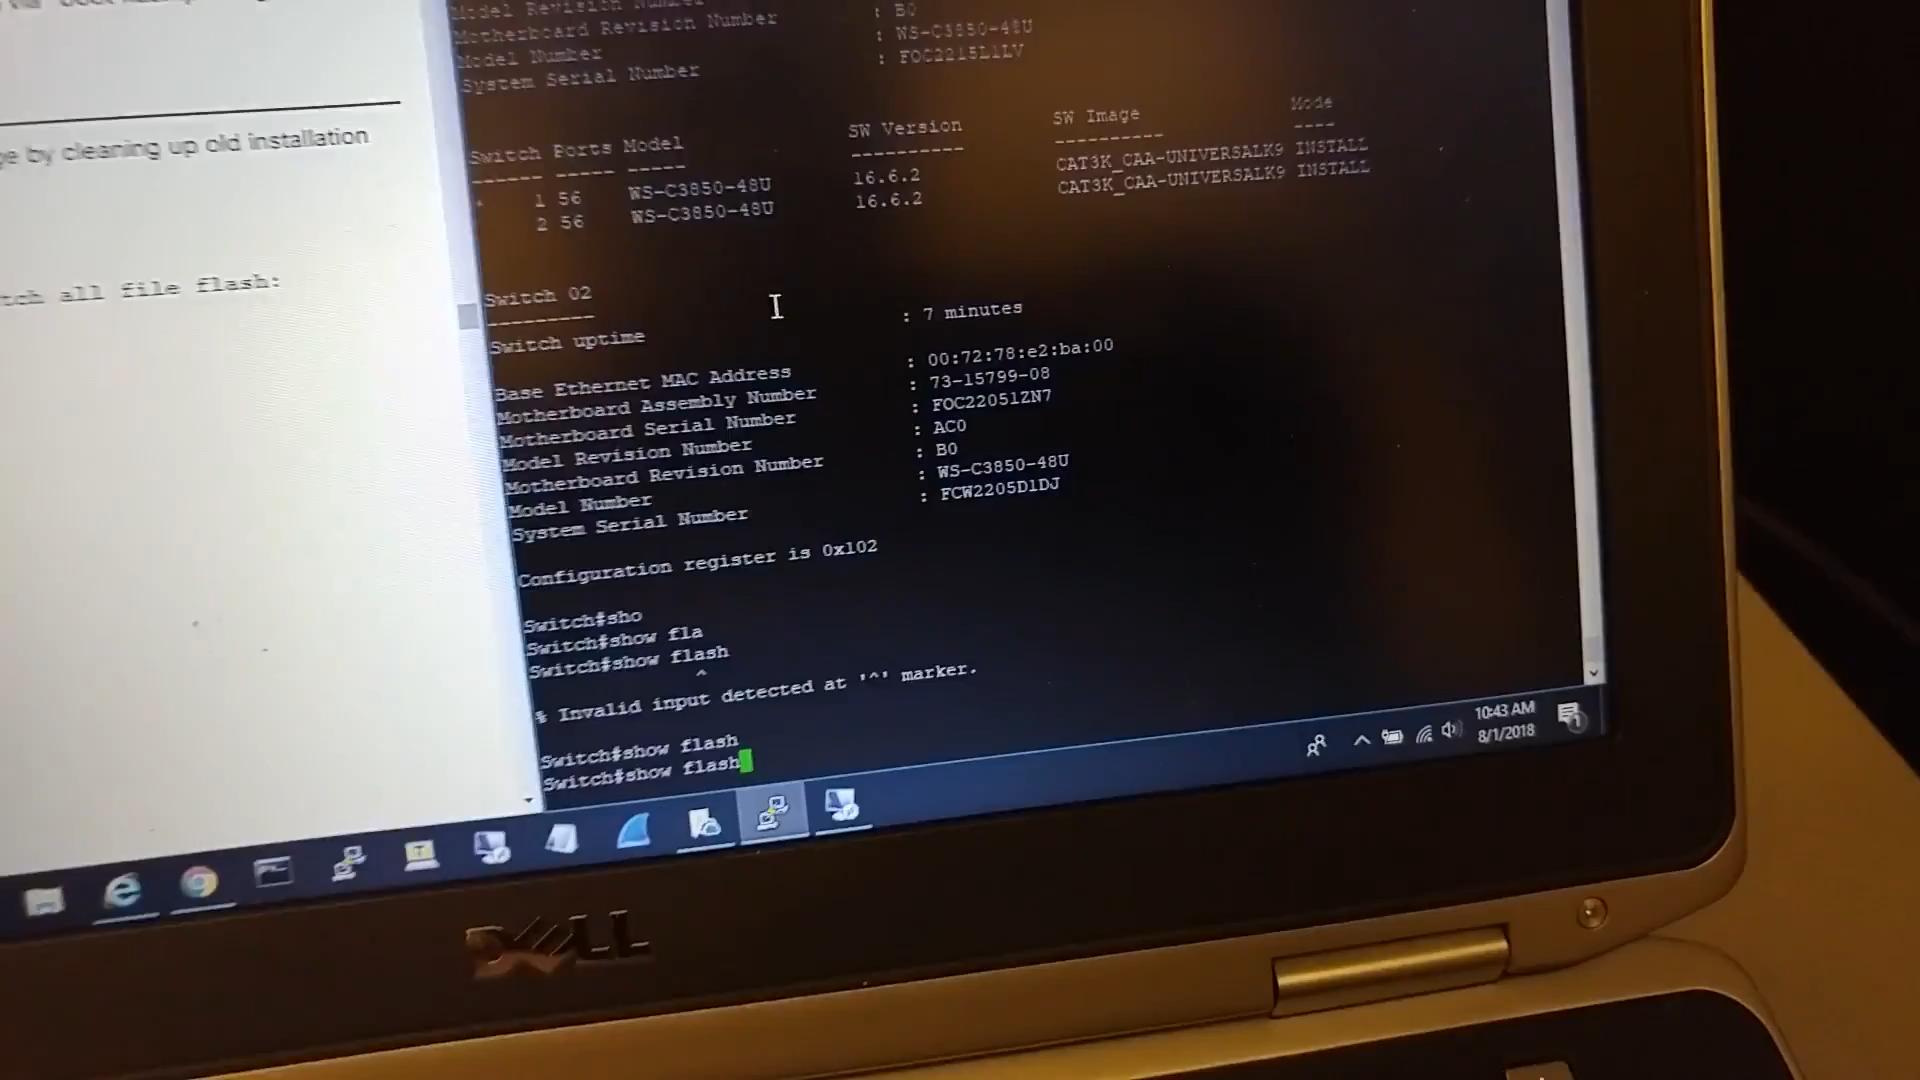 ge by cleaning up old installation
tch all file flash:
Model Revision Number
Motherboard Revision Number : B0
Model Number : WS-C3850-48U
System Serial Number : FOC2215L1LV
Switch Ports Model SW Version SW Image Mode
------ ----- ----- ---------- ---------- ----
* 1 56 WS-C3850-48U 16.6.2 CAT3K_CAA-UNIVERSALK9 INSTALL
2 56 WS-C3850-48U 16.6.2 CAT3K_CAA-UNIVERSALK9 INSTALL
Switch 02
---------
Switch uptime : 7 minutes
Base Ethernet MAC Address : 00:72:78:e2:ba:00
Motherboard Assembly Number : 73-15799-08
Motherboard Serial Number : FOC22051ZN7
Model Revision Number : AC0
Motherboard Revision Number : B0
Model Number : WS-C3850-48U
System Serial Number : FCW2205D1DJ
Configuration register is 0x102
Switch#sho
Switch#show fla
Switch#show flash
^
% Invalid input detected at '^' marker.
Switch#show flash
Switch#show flash
10:43 AM
8/1/2018
DELL